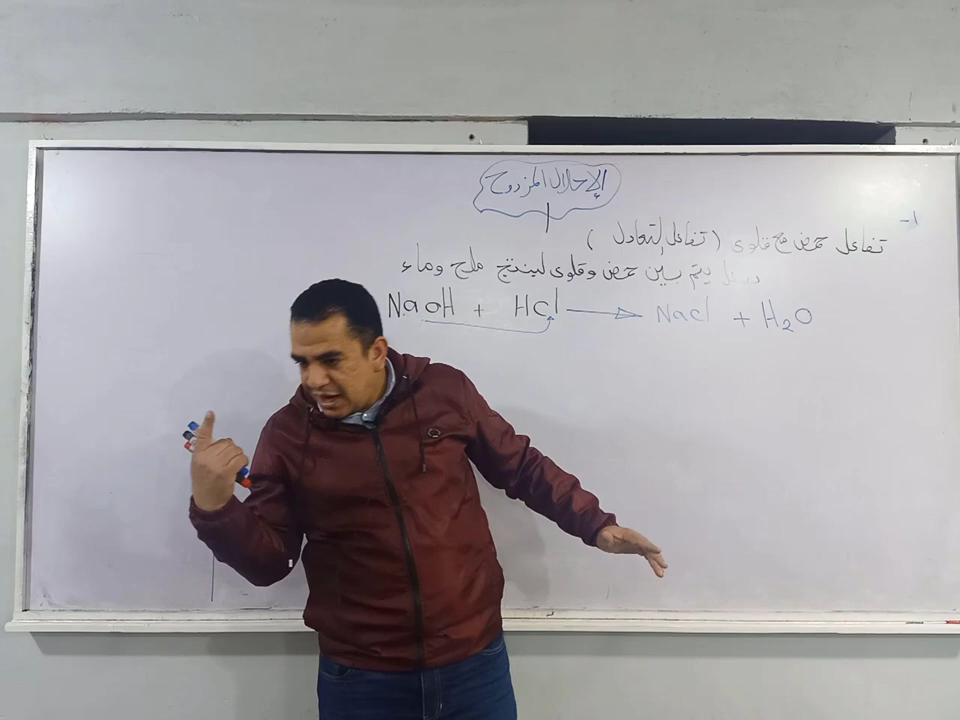 الإحلال المزدوج
١- تفاعل حمض مع قلوى (تفاعل التعادل)
يتم بين حمض وقلوى لينتج ملح وماء
NaOH + HCl → NaCl + H₂O